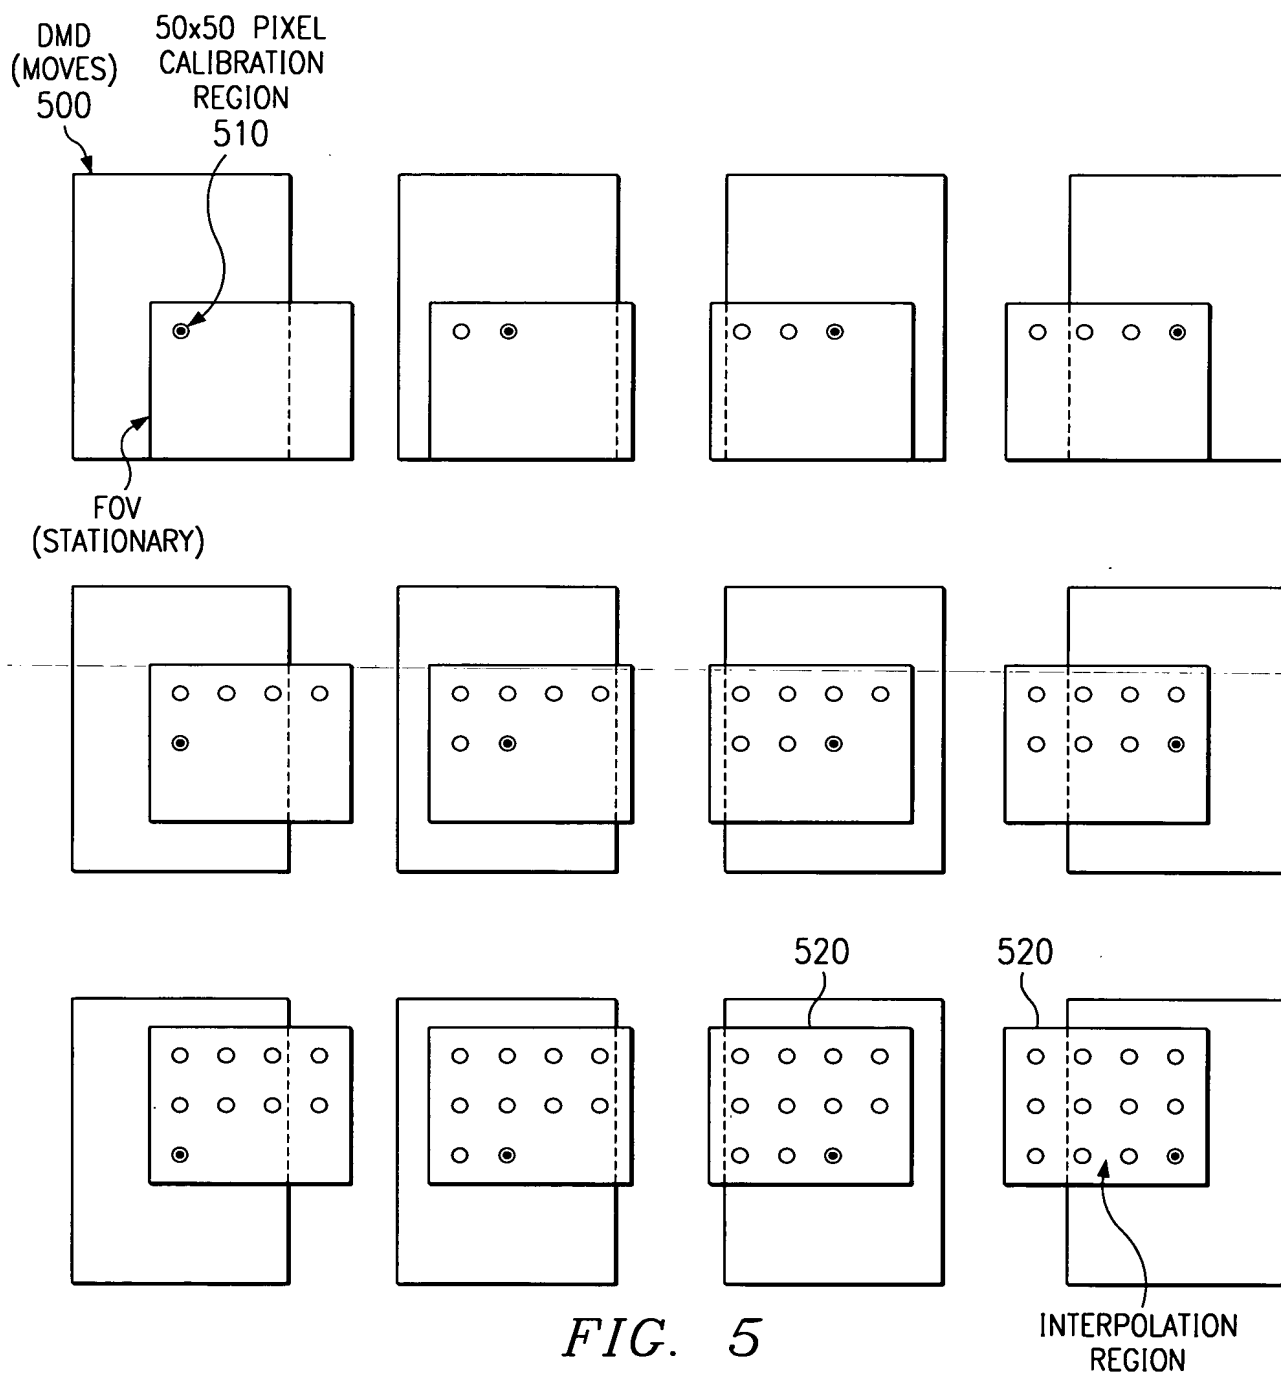 DMD
(MOVES)
500
50x50 PIXEL
CALIBRATION
REGION
510
FOV
(STATIONARY)
520
520
INTERPOLATION
REGION
FIG. 5